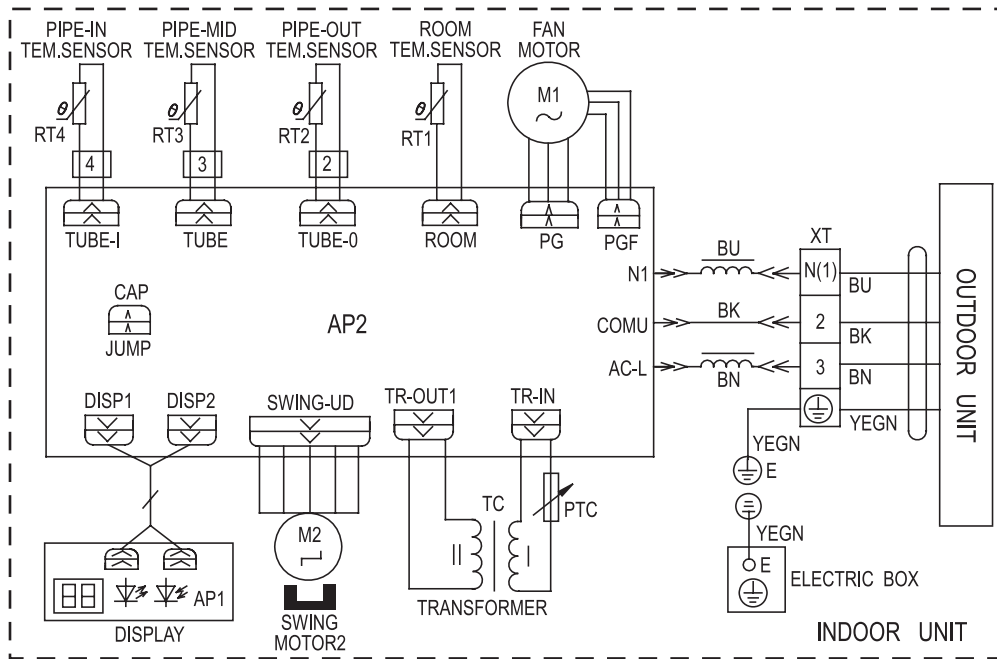 PIPE-IN
TEM.SENSOR
PIPE-MID
TEM.SENSOR
PIPE-OUT
TEM.SENSOR
ROOM
TEM.SENSOR
FAN
MOTOR
θ
RT4
θ
RT3
θ
RT2
θ
RT1
M1
4
3
2
TUBE-I
TUBE
TUBE-0
ROOM
PG
PGF
CAP
JUMP
AP2
N1
COMU
AC-L
BU
BK
BN
XT
N(1)
2
3
BU
BK
BN
YEGN
OUTDOOR UNIT
DISP1
DISP2
SWING-UD
TR-OUT1
TR-IN
YEGN
E
YEGN
E
ELECTRIC BOX
M2
TC
PTC
II
I
88
AP1
DISPLAY
SWING
MOTOR2
TRANSFORMER
INDOOR UNIT